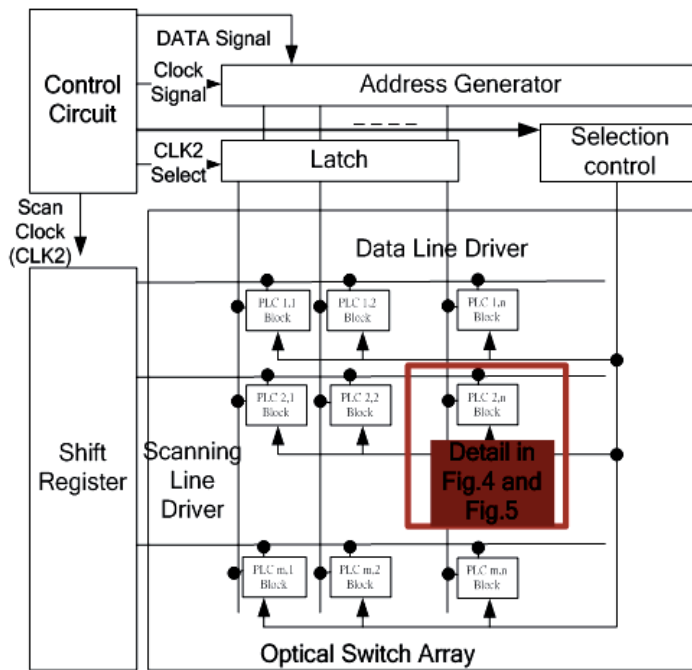 DATA Signal
Control
Circuit
Clock
Signal
Address Generator
CLK2
Select
Latch
Selection
control
Scan
Clock
(CLK2)
Data Line Driver
PLC 1,1
Block
PLC 1,2
Block
PLC 1,n
Block
PLC 2,1
Block
PLC 2,2
Block
PLC 2,n
Block
Shift
Register
Scanning
Line
Driver
Detail in
Fig.4 and
Fig.5
PLC m,1
Block
PLC m,2
Block
PLC m,n
Block
Optical Switch Array